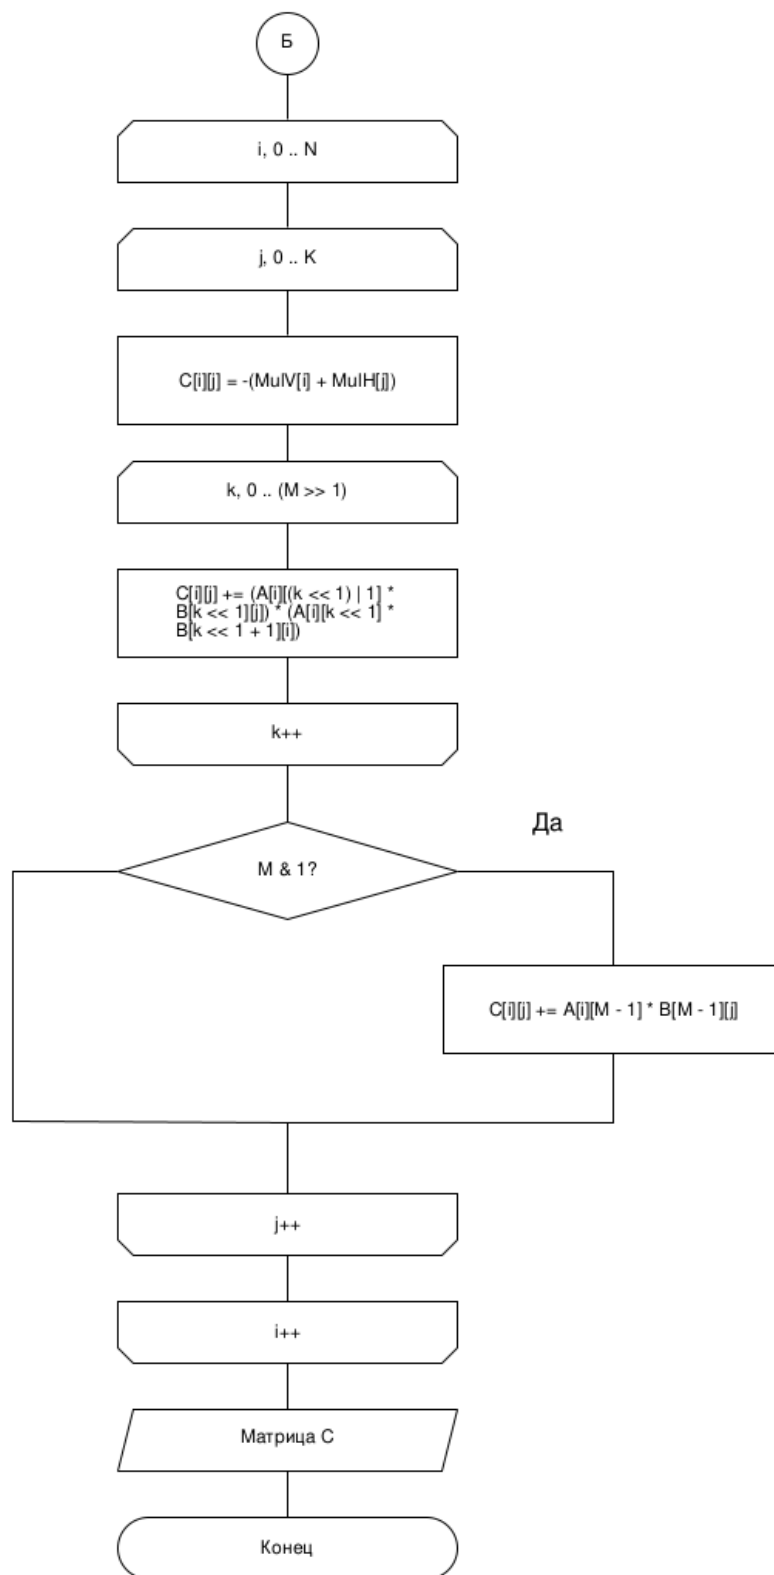 Б
i, 0 .. N
j, 0 .. K
C[i][j] = -(MulV[i] + MulH[j])
k, 0 .. (M >> 1)
C[i][j] += (A[i][(k << 1) | 1] *
B[k << 1][j]) * (A[i][k << 1] *
B[k << 1 + 1][i])
k++
Да
M & 1?
C[i][j] += A[i][M - 1] * B[M - 1][j]
j++
i++
Матрица C
Конец